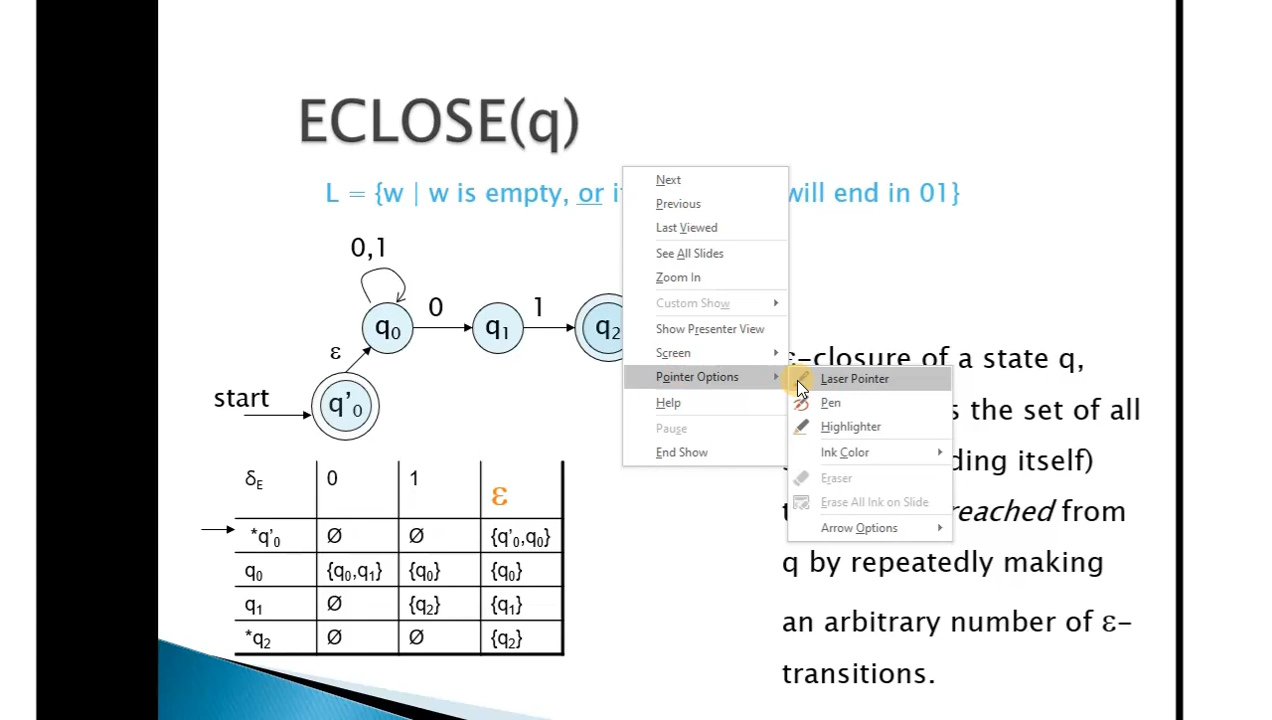 ECLOSE(q)
L = {w | w is empty, or i will end in 01}
Next
Previous
Last Viewed
See All Slides
Zoom In
Custom Show
Show Presenter View
Screen
Pointer Options
Help
Pause
End Show
Laser Pointer
Pen
Highlighter
Ink Color
Eraser
Erase All Ink on Slide
Arrow Options
0,1
0
1
q0
q1
q2
ε
start
q’0
ε-closure of a state q,
s the set of all
ding itself)
reached from
q by repeatedly making
an arbitrary number of ε-
transitions.
δE 0 1 ε
*q’0 Ø Ø {q’0,q0}
q0 {q0,q1} {q0} {q0}
q1 Ø {q2} {q1}
*q2 Ø Ø {q2}